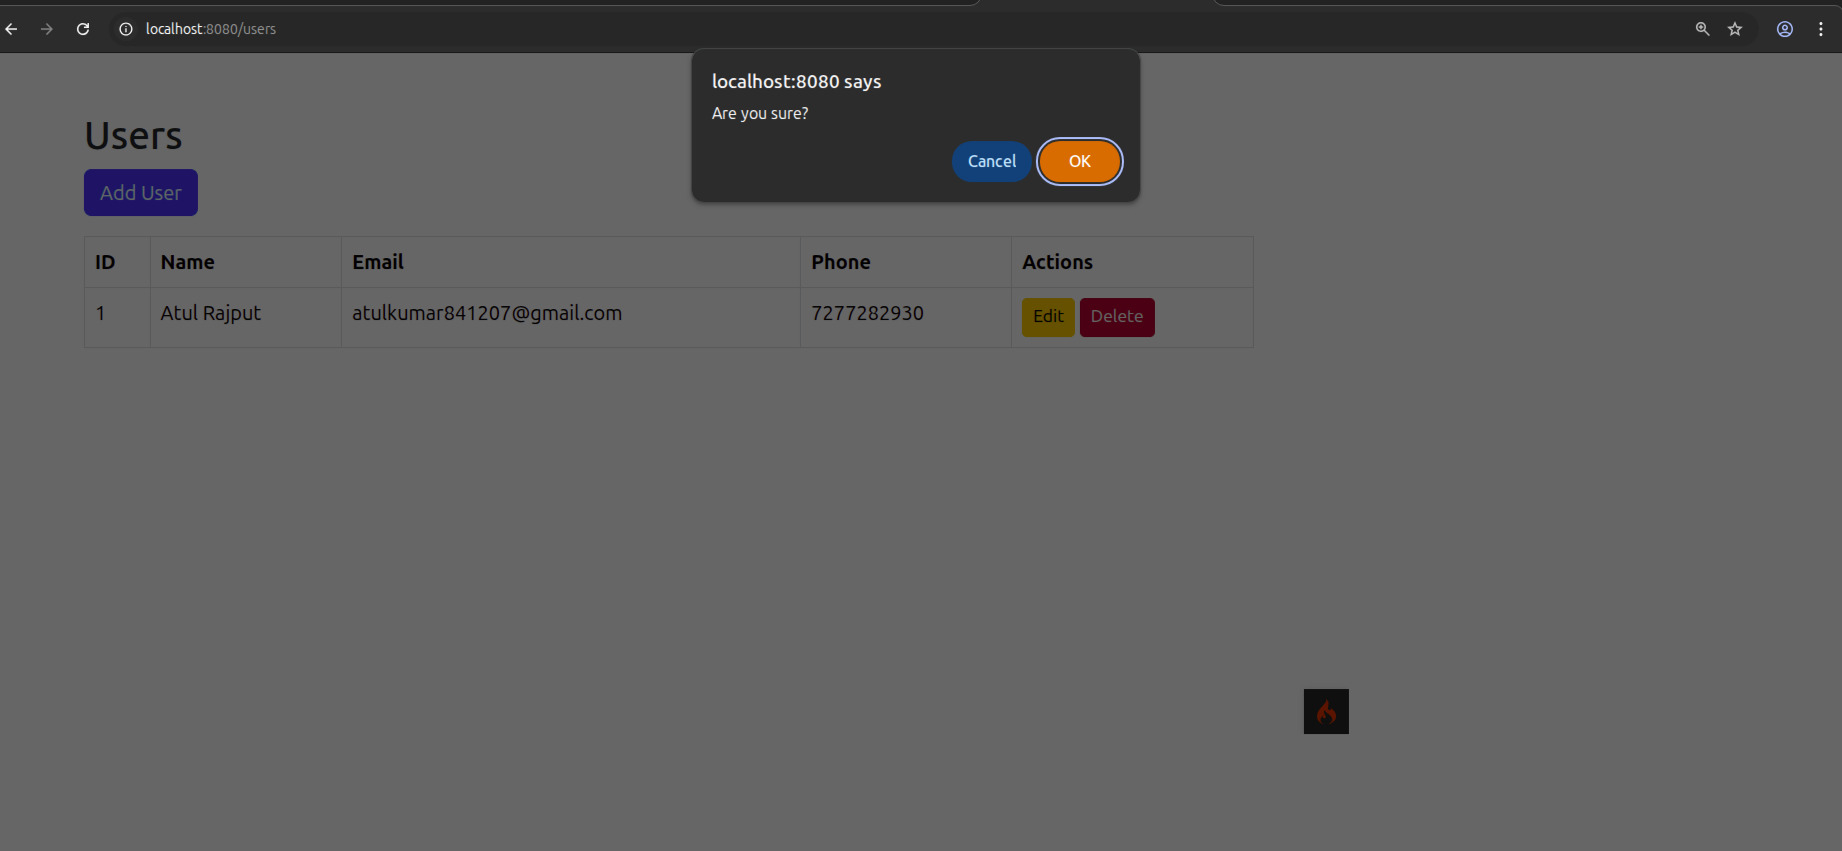 localhost:8080/users
localhost:8080 says
Are you sure?
Cancel OK
Users
Add User
ID Name Email Phone Actions
1 Atul Rajput atulkumar841207@gmail.com 7277282930 Edit Delete